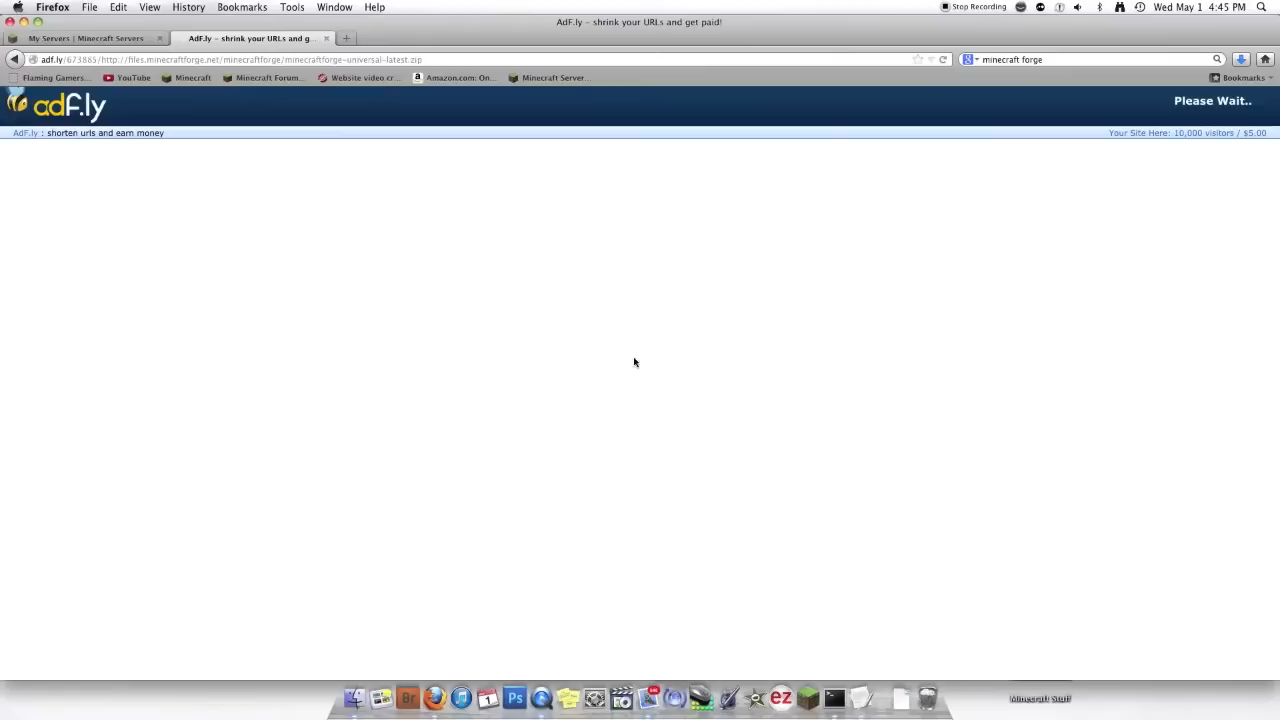 Firefox File Edit View History Bookmarks Tools Window Help
Stop Recording Wed May 1 4:45 PM
AdF.ly – shrink your URLs and get paid!
My Servers | Minecraft Servers
AdF.ly – shrink your URLs and g...
adf.ly/673885/http://files.minecraftforge.net/minecraftforge/minecraftforge-universal-latest.zip
minecraft forge
Flaming Gamers... YouTube Minecraft Minecraft Forum... Website video cr... Amazon.com: On... Minecraft Server... Bookmarks
adf.ly
Please Wait..
AdF.ly : shorten urls and earn money
Your Site Here: 10,000 visitors / $5.00
Br
1
Ps
ez
Minecraft Stuff